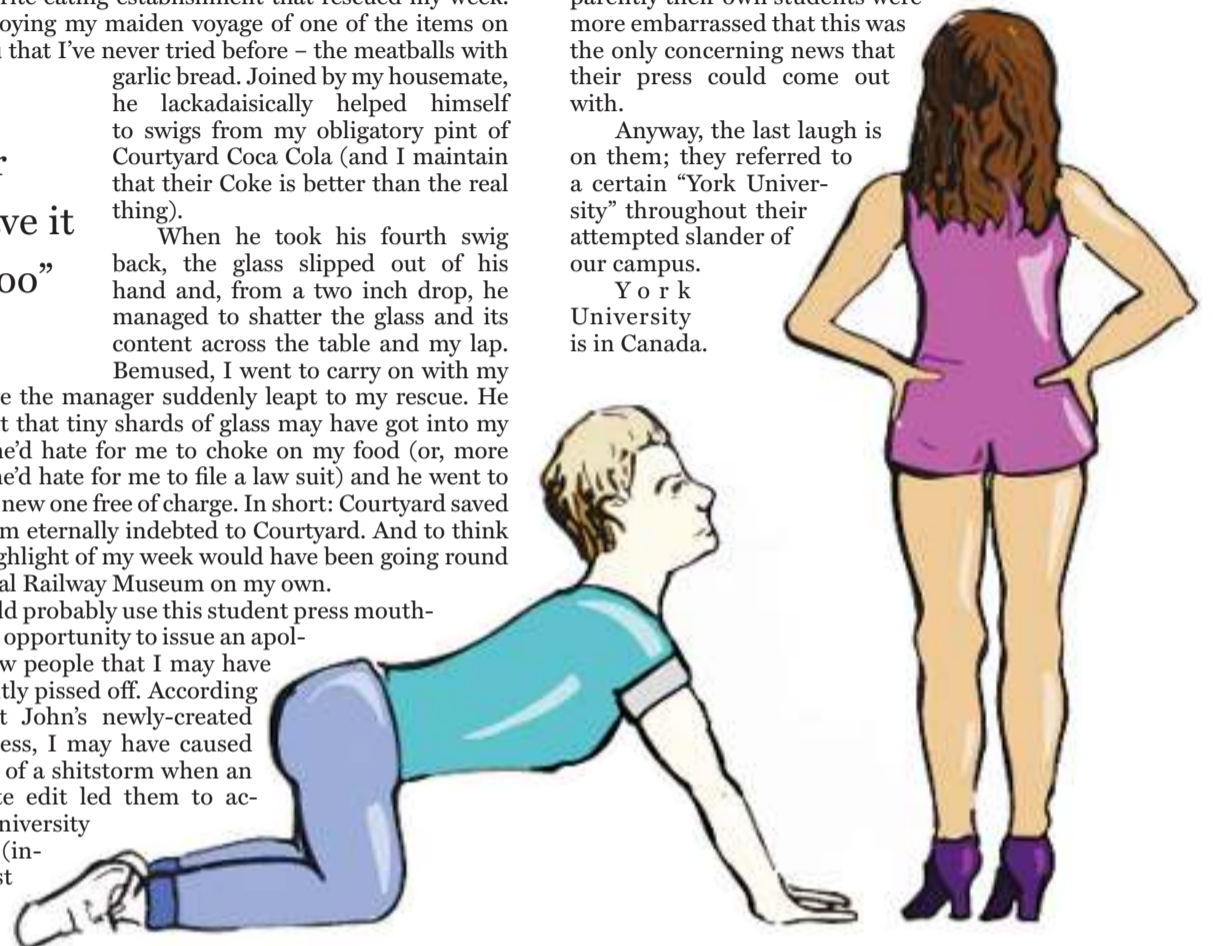 rite eating establishment that rescued my week.
oying my maiden voyage of one of the items on
that I’ve never tried before – the meatballs with
garlic bread. Joined by my housemate,
he lackadaisically helped himself
to swigs from my obligatory pint of
Courtyard Coca Cola (and I maintain
that their Coke is better than the real
thing).
When he took his fourth swig
back, the glass slipped out of his
hand and, from a two inch drop, he
managed to shatter the glass and its
content across the table and my lap.
Bemused, I went to carry on with my
e the manager suddenly leapt to my rescue. He
t that tiny shards of glass may have got into my
he’d hate for me to choke on my food (or, more
he’d hate for me to file a law suit) and he went to
new one free of charge. In short: Courtyard saved
m eternally indebted to Courtyard. And to think
ghlight of my week would have been going round
al Railway Museum on my own.
ld probably use this student press mouth-
opportunity to issue an apol-
w people that I may have
tly pissed off. According
t John’s newly-created
ess, I may have caused
of a shitstorm when an
te edit led them to ac-
niversity
(in-
st
r
ve it
oo”
parently their own students were
more embarrassed that this was
the only concerning news that
their press could come out
with.
Anyway, the last laugh is
on them; they referred to
a certain “York Univer-
sity” throughout their
attempted slander of
our campus.
York
University
is in Canada.